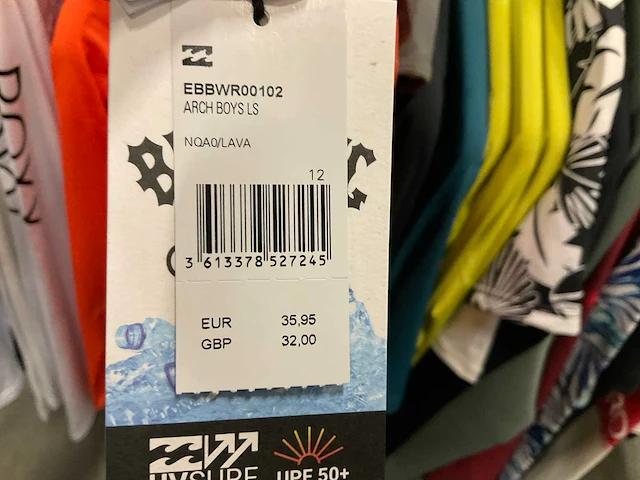 EBBWR00102
ARCH BOYS LS
NQA0/LAVA
12
3 613378 527245
EUR 35,95
GBP 32,00
UVSURF
UPF 50+